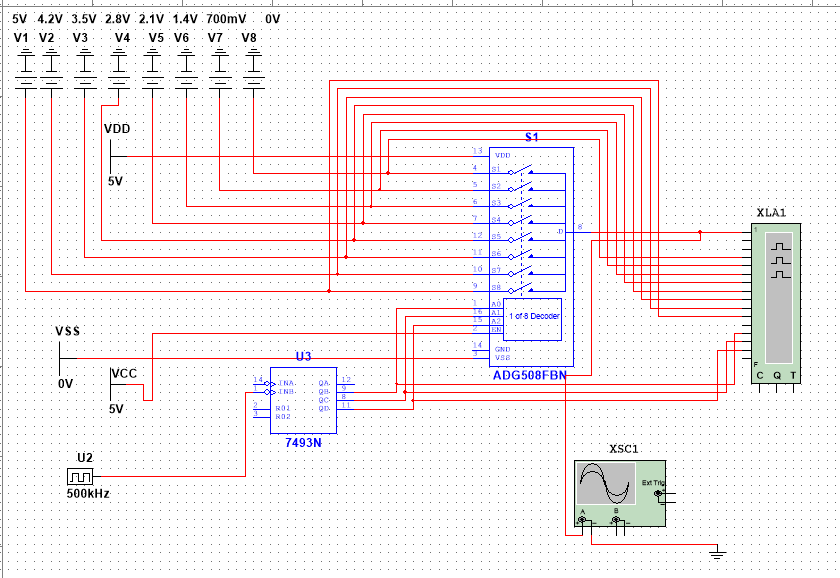 5V 4.2V 3.5V 2.8V 2.1V 1.4V 700mV 0V
V1 V2 V3 V4 V5 V6 V7 V8
VDD
5V
S1
13 VDD
4 S1
5 S2
6 S3
7 S4
12 S5
11 S6
10 S7
9 S8
D 8
1 A0
16 A1
15 A2
2 EN
1 of 8 Decoder
14 GND
3 VSS
ADG508FBN
XLA1
1
F
C Q T
VSS
0V
VCC
5V
U3
14 INA QA 12
1 INB QB 9
2 R01 QC 8
3 R02 QD 11
7493N
U2
500kHz
XSC1
Ext Trig
A B